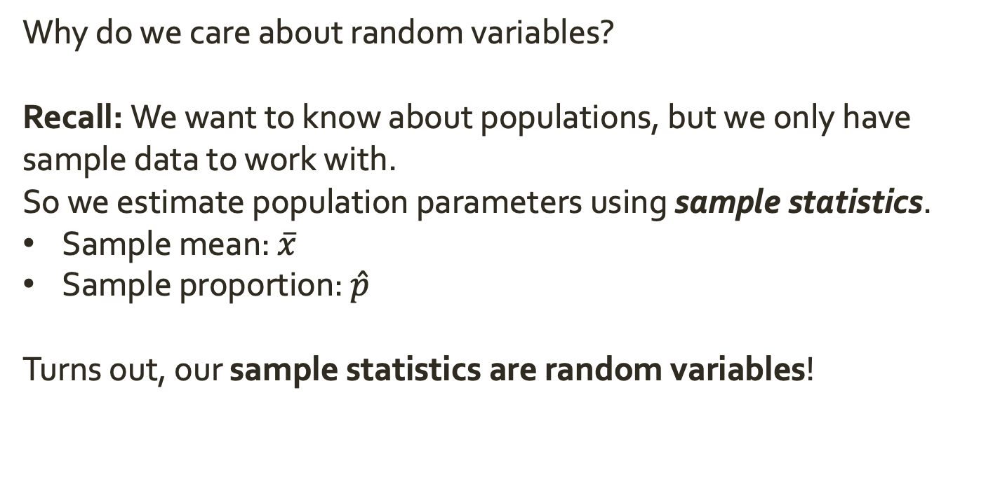 Why do we care about random variables?
Recall: We want to know about populations, but we only have
sample data to work with.
So we estimate population parameters using sample statistics.
• Sample mean: x̄
• Sample proportion: p̂
Turns out, our sample statistics are random variables!